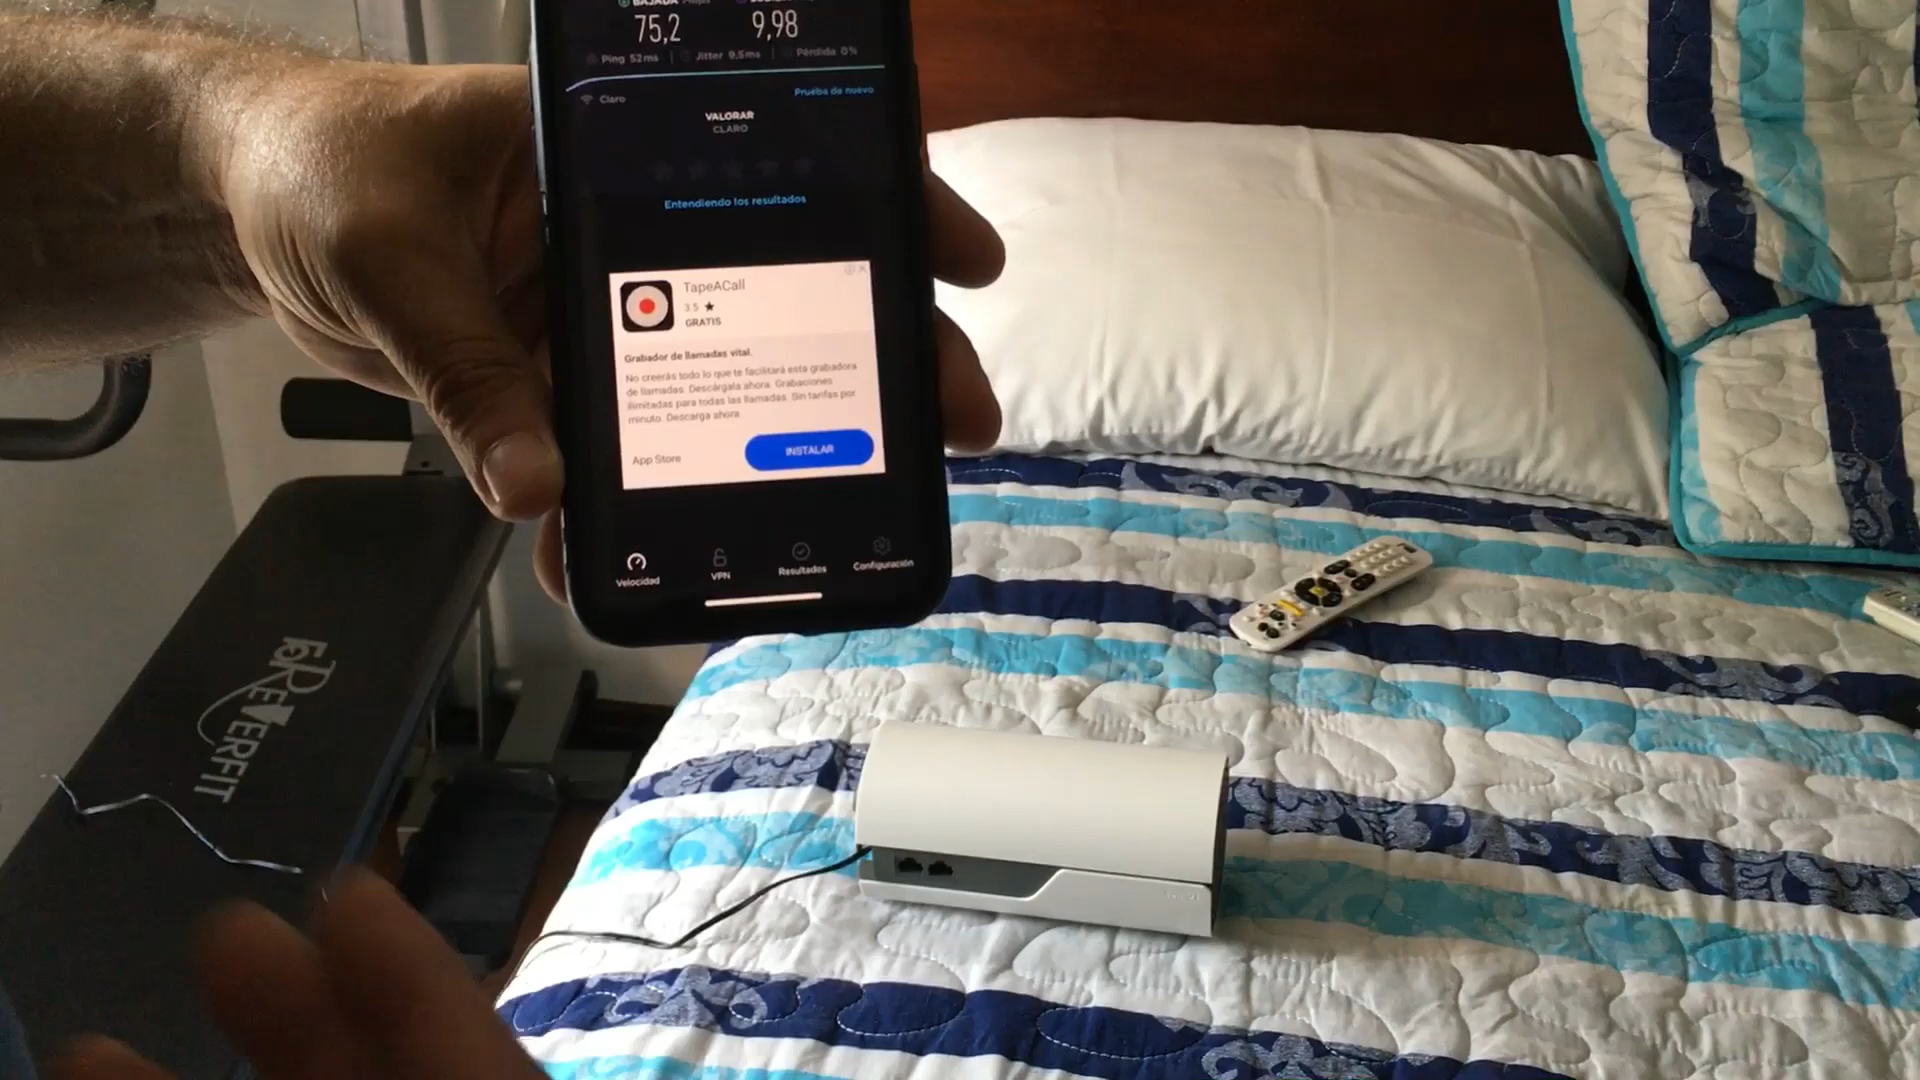 BAJADA Mbps
75,2
9,98
Ping 52ms
Jitter 9,5ms
Pérdida 0%
Claro
Prueba de nuevo
VALORAR
CLARO
Entendiendo los resultados
TapeACall
3.5 ★
GRATIS
Grabador de llamadas vital.
No creerás todo lo que te facilitará esta grabadora
de llamadas. Descárgala ahora. Grabaciones
ilimitadas para todas las llamadas. Sin tarifas por
minuto. Descarga ahora
App Store
INSTALAR
Velocidad
VPN
Resultados
Configuración
FOREVERFIT